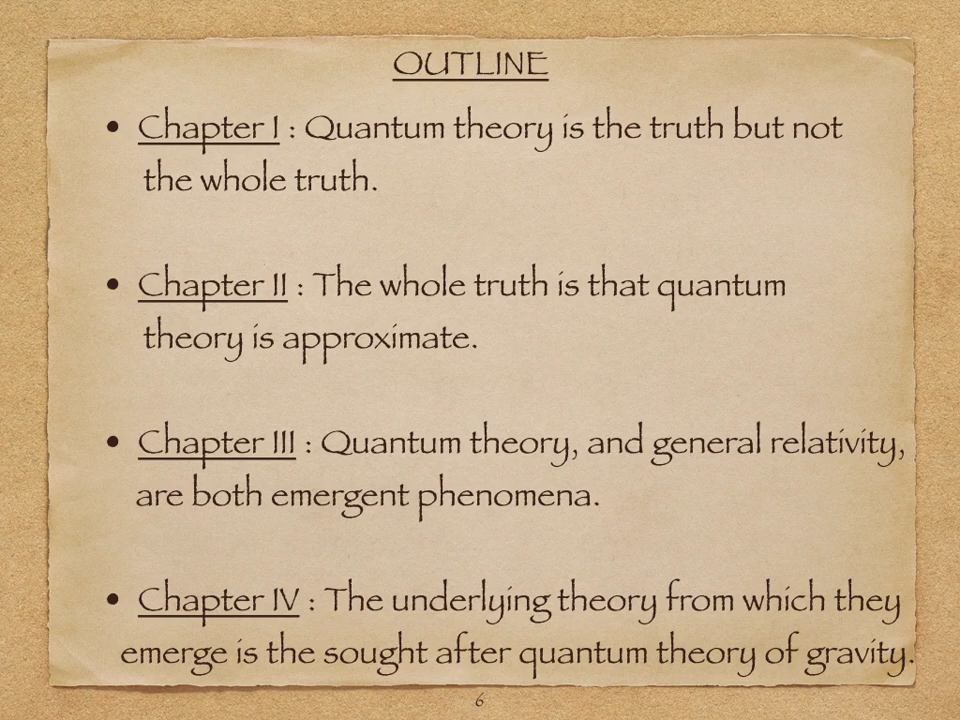 OUTLINE
• Chapter I : Quantum theory is the truth but not
the whole truth.
• Chapter II : The whole truth is that quantum
theory is approximate.
• Chapter III : Quantum theory, and general relativity,
are both emergent phenomena.
• Chapter IV : The underlying theory from which they
emerge is the sought after quantum theory of gravity.
6